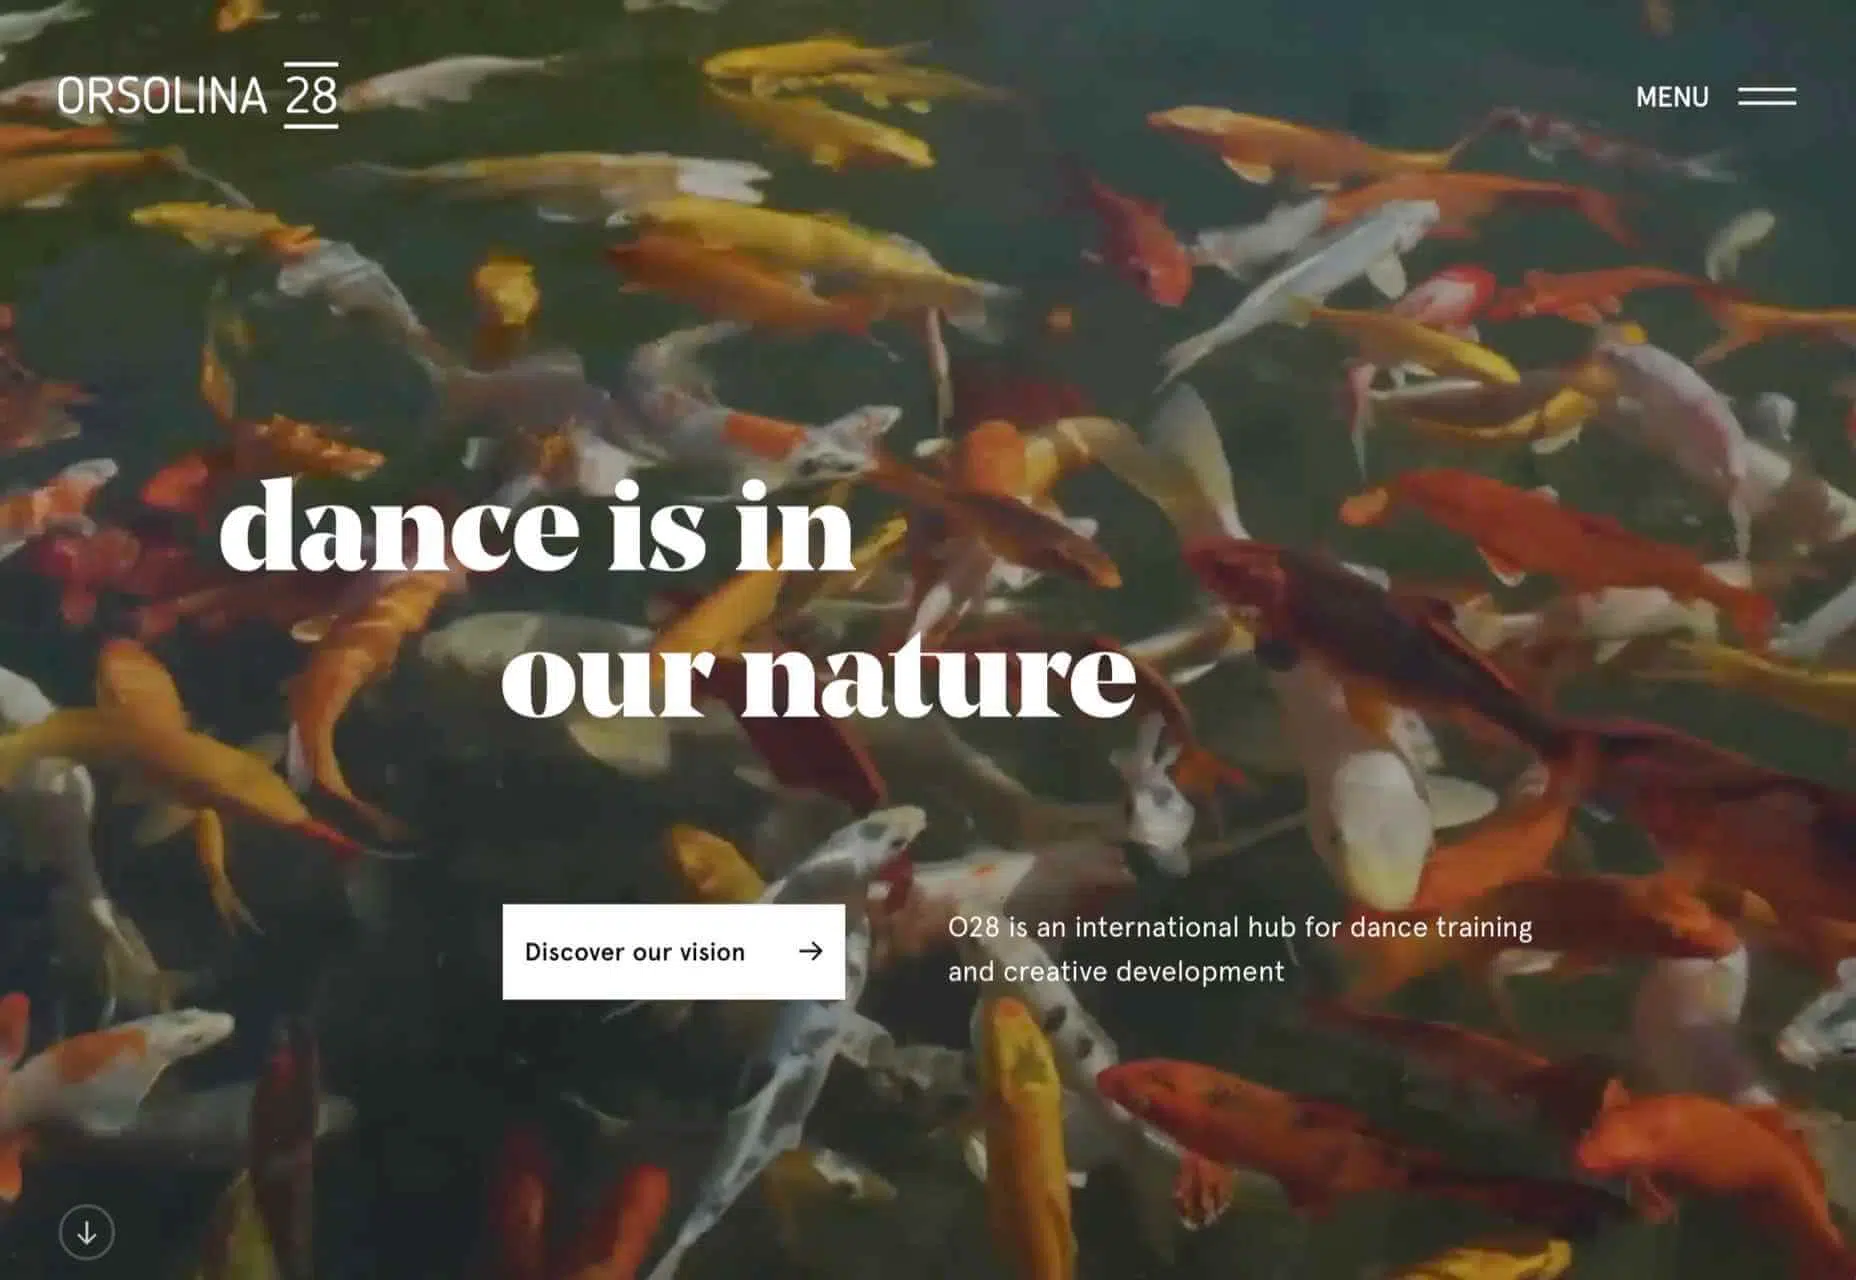 ORSOLINA 28
MENU
dance is in
our nature
Discover our vision
O28 is an international hub for dance training
and creative development